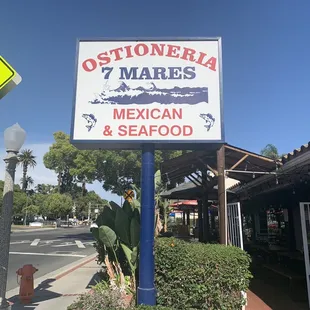 OSTIONERIA
7 MARES
MEXICAN
& SEAFOOD